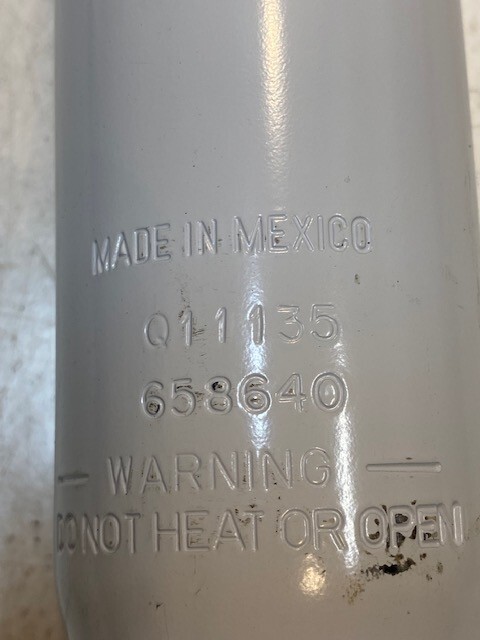 MADE IN MEXICO
Q11135
658640
— WARNING —
DO NOT HEAT OR OPEN